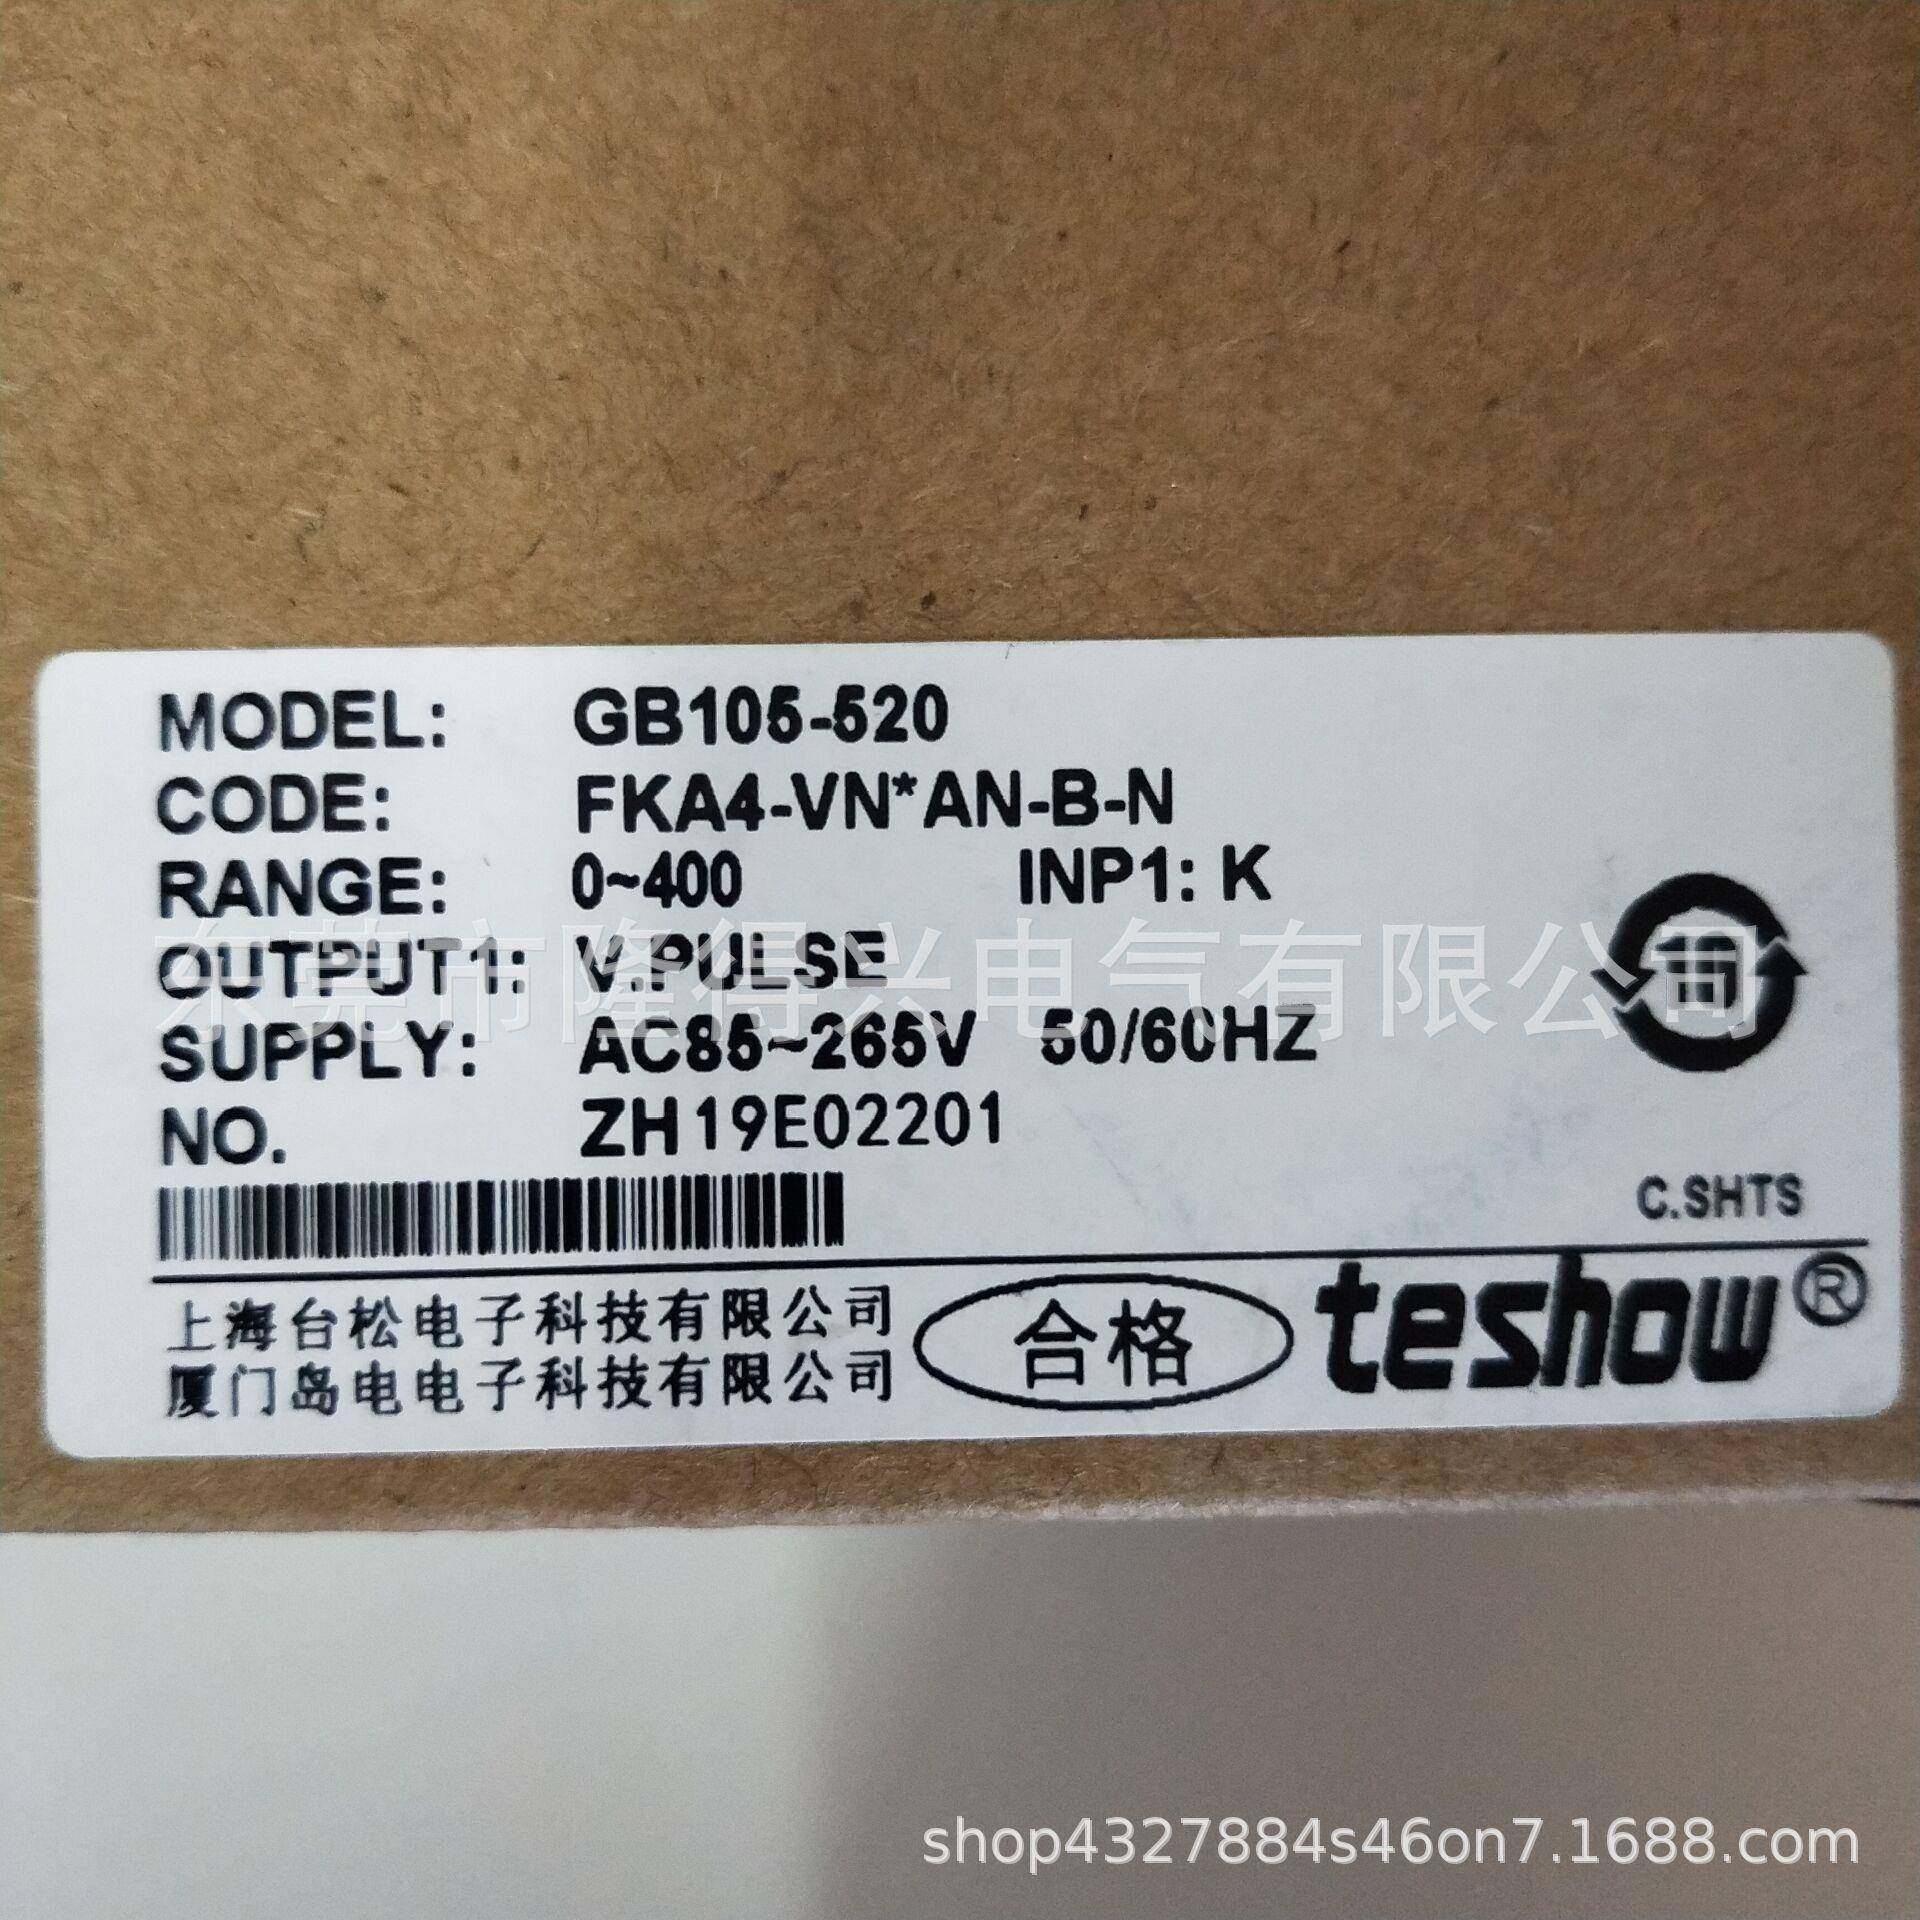 MODEL: GB105-520
CODE: FKA4-VN*AN-B-N
RANGE: 0~400 INP1: K
OUTPUT1: V.PULSE
东莞市隆得兴电气有限公司
SUPPLY: AC85~265V 50/60HZ
10
NO. ZH19E02201
C.SHTS
上海台松电子科技有限公司
厦门岛电电子科技有限公司
合格
teshow®
shop4327884s46on7.1688.com